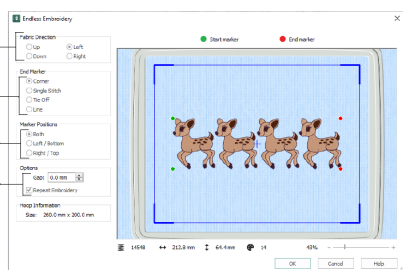 Endless Embroidery
Fabric Direction
Up Left
Down Right
End Marker
Corner
Single Stitch
Tie Off
Line
Marker Positions
Both
Left / Bottom
Right / Top
Options
Gap: 0.0 mm
Repeat Embroidery
Hoop Information
Size: 260.0 mm x 200.0 mm
Start marker End marker
14548 212.8 mm 64.4 mm 14 43% - +
OK Cancel Help